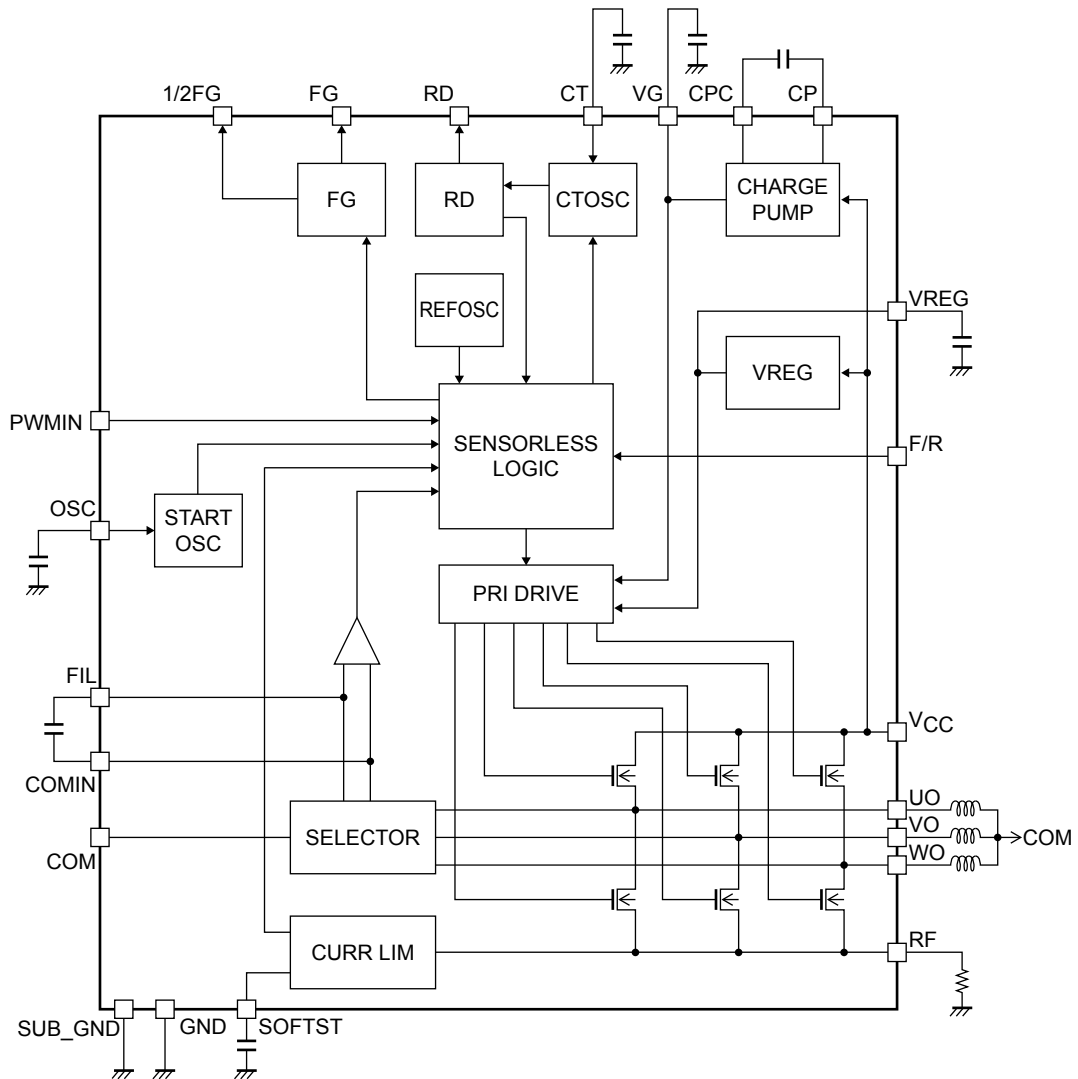 1/2FG
FG
RD
CT
VG
CPC
CP
FG
RD
CTOSC
CHARGE
PUMP
REFOSC
VREG
VREG
PWMIN
SENSORLESS
LOGIC
F/R
OSC
START
OSC
PRI DRIVE
FIL
VCC
COMIN
UO
SELECTOR
VO
COM
COM
WO
CURR LIM
RF
SUB_GND
GND
SOFTST